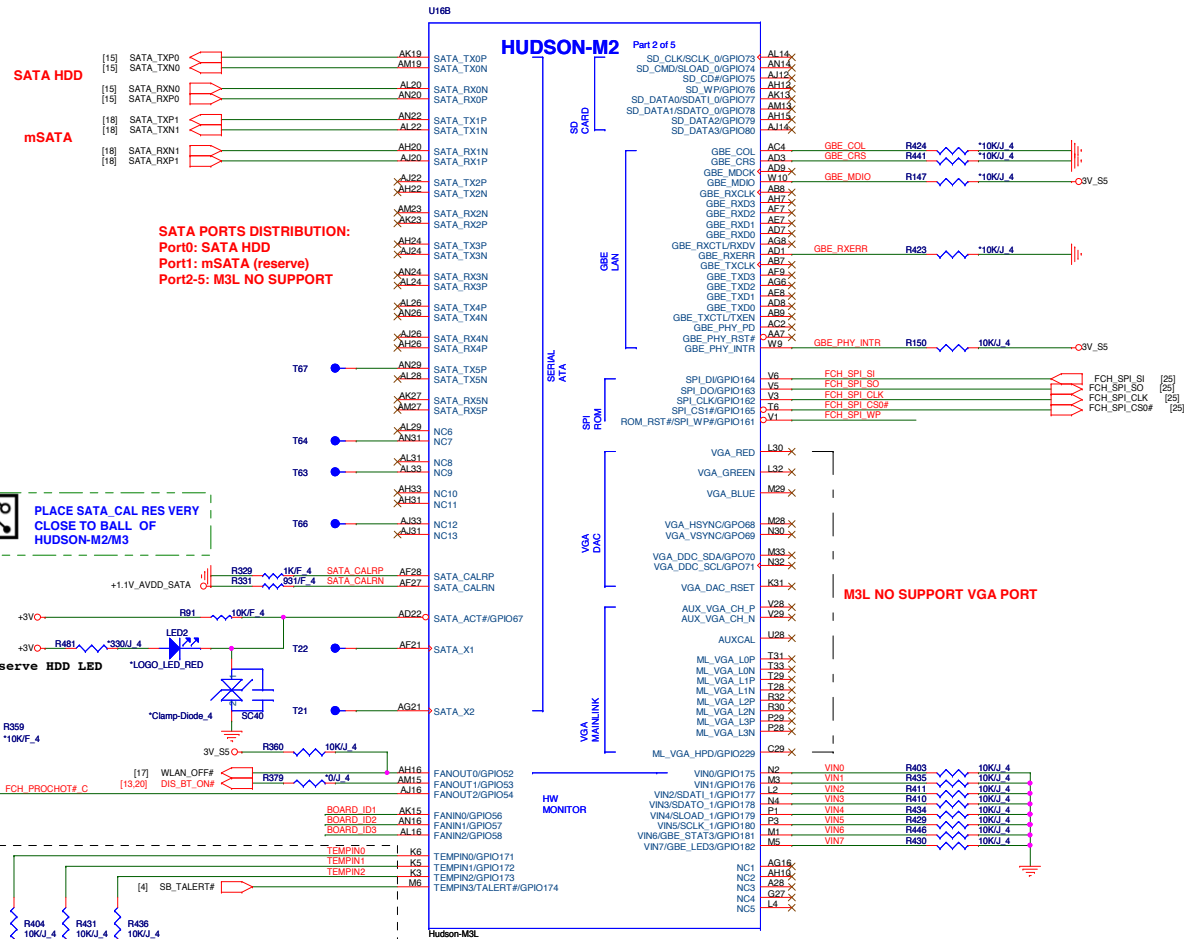 U16B
HUDSON-M2 Part 2 of 5
SATA HDD
[15] SATA_TXP0 AK19 SATA_TX0P
[15] SATA_TXN0 AM19 SATA_TX0N
[15] SATA_RXN0 AL20 SATA_RX0N
[15] SATA_RXP0 AN20 SATA_RX0P
mSATA
[18] SATA_TXP1 AN22 SATA_TX1P
[18] SATA_TXN1 AL22 SATA_TX1N
[18] SATA_RXN1 AH20 SATA_RX1N
[18] SATA_RXP1 AJ20 SATA_RX1P
AJ22 SATA_TX2P
AH22 SATA_TX2N
AM23 SATA_RX2N
AK23 SATA_RX2P
AH24 SATA_TX3P
AJ24 SATA_TX3N
AN24 SATA_RX3N
AL24 SATA_RX3P
AL26 SATA_TX4P
AN26 SATA_TX4N
AJ26 SATA_RX4N
AH26 SATA_RX4P
T67 AN29 SATA_TX5P
AL28 SATA_TX5N
AK27 SATA_RX5N
AM27 SATA_RX5P
AL29 NC6
T64 AN31 NC7
AL31 NC8
T63 AL33 NC9
AH33 NC10
AH31 NC11
T66 AJ33 NC12
AJ31 NC13
SATA PORTS DISTRIBUTION:
Port0: SATA HDD
Port1: mSATA (reserve)
Port2-5: M3L NO SUPPORT
SERIAL
ATA
PLACE SATA_CAL RES VERY
CLOSE TO BALL OF
HUDSON-M2/M3
R329 1K/F_4 SATA_CALRP AF28 SATA_CALRP
+1.1V_AVDD_SATA R331 931/F_4 SATA_CALRN AF27 SATA_CALRN
+3V R91 10K/F_4 AD22 SATA_ACT#/GPIO67
+3V R481 *330/J_4 LED2
*LOGO_LED_RED
T22 AF21 SATA_X1
serve HDD LED
*Clamp-Diode_4 SC40
T21 AG21 SATA_X2
R359
*10K/F_4
3V_S5 R360 10K/J_4
[17] WLAN_OFF# AH16 FANOUT0/GPIO52
[13,20] DIS_BT_ON# R379 *0/J_4 AM15 FANOUT1/GPIO53
FCH_PROCHOT#_C AJ16 FANOUT2/GPIO54
BOARD_ID1 AK15 FANIN0/GPIO56
BOARD_ID2 AN16 FANIN1/GPIO57
BOARD_ID3 AL16 FANIN2/GPIO58
TEMPIN0 K6 TEMPIN0/GPIO171
TEMPIN1 K5 TEMPIN1/GPIO172
TEMPIN2 K3 TEMPIN2/GPIO173
[4] SB_TALERT# M6 TEMPIN3/TALERT#/GPIO174
R404
10K/J_4
R431
10K/J_4
R436
10K/J_4
HW
MONITOR
Hudson-M3L
SD
CARD
SD_CLK/SCLK_0/GPIO73 AL14
SD_CMD/SLOAD_0/GPIO74 AN14
SD_CD#/GPIO75 AJ12
SD_WP/GPIO76 AH12
SD_DATA0/SDATI_0/GPIO77 AK13
SD_DATA1/SDATO_0/GPIO78 AM13
SD_DATA2/GPIO79 AH15
SD_DATA3/GPIO80 AJ14
GBE
LAN
GBE_COL AC4 GBE_COL R424 *10K/J_4
GBE_CRS AD3 GBE_CRS R441 *10K/J_4
GBE_MDCK AD9
GBE_MDIO W10 GBE_MDIO R147 *10K/J_4 3V_S5
GBE_RXCLK AB8
GBE_RXD3 AH7
GBE_RXD2 AF7
GBE_RXD1 AE7
GBE_RXD0 AD7
GBE_RXCTL/RXDV AG8
GBE_RXERR AD1 GBE_RXERR R423 *10K/J_4
GBE_TXCLK AB7
GBE_TXD3 AF9
GBE_TXD2 AG6
GBE_TXD1 AE8
GBE_TXD0 AD8
GBE_TXCTL/TXEN AB9
GBE_PHY_PD AC2
GBE_PHY_RST# AA7
GBE_PHY_INTR W9 GBE_PHY_INTR R150 10K/J_4 3V_S5
SPI
ROM
SPI_DI/GPIO164 V6 FCH_SPI_SI FCH_SPI_SI [25]
SPI_DO/GPIO163 V5 FCH_SPI_SO FCH_SPI_SO [25]
SPI_CLK/GPIO162 V3 FCH_SPI_CLK FCH_SPI_CLK [25]
SPI_CS1#/GPIO165 T6 FCH_SPI_CS0# FCH_SPI_CS0# [25]
ROM_RST#/SPI_WP#/GPIO161 V1 FCH_SPI_WP
VGA
DAC
VGA_RED L30
VGA_GREEN L32
VGA_BLUE M29
VGA_HSYNC/GPO68 M28
VGA_VSYNC/GPO69 N30
VGA_DDC_SDA/GPO70 M33
VGA_DDC_SCL/GPO71 N32
VGA_DAC_RSET K31
M3L NO SUPPORT VGA PORT
VGA
MAINLINK
AUX_VGA_CH_P V28
AUX_VGA_CH_N V29
AUXCAL U28
ML_VGA_L0P T31
ML_VGA_L0N T33
ML_VGA_L1P T29
ML_VGA_L1N T28
ML_VGA_L2P R32
ML_VGA_L2N R30
ML_VGA_L3P P29
ML_VGA_L3N P28
ML_VGA_HPD/GPIO229 C29
VIN0/GPIO175 N2 VIN0 R403 10K/J_4
VIN1/GPIO176 M3 VIN1 R435 10K/J_4
VIN2/SDATI_1/GPIO177 L2 VIN2 R411 10K/J_4
VIN3/SDATO_1/GPIO178 N4 VIN3 R410 10K/J_4
VIN4/SLOAD_1/GPIO179 P1 VIN4 R434 10K/J_4
VIN5/SCLK_1/GPIO180 P3 VIN5 R429 10K/J_4
VIN6/GBE_STAT3/GPIO181 M1 VIN6 R446 10K/J_4
VIN7/GBE_LED3/GPIO182 M5 VIN7 R430 10K/J_4
NC1 AG16
NC2 AH10
NC3 A28
NC4 G27
NC5 L4